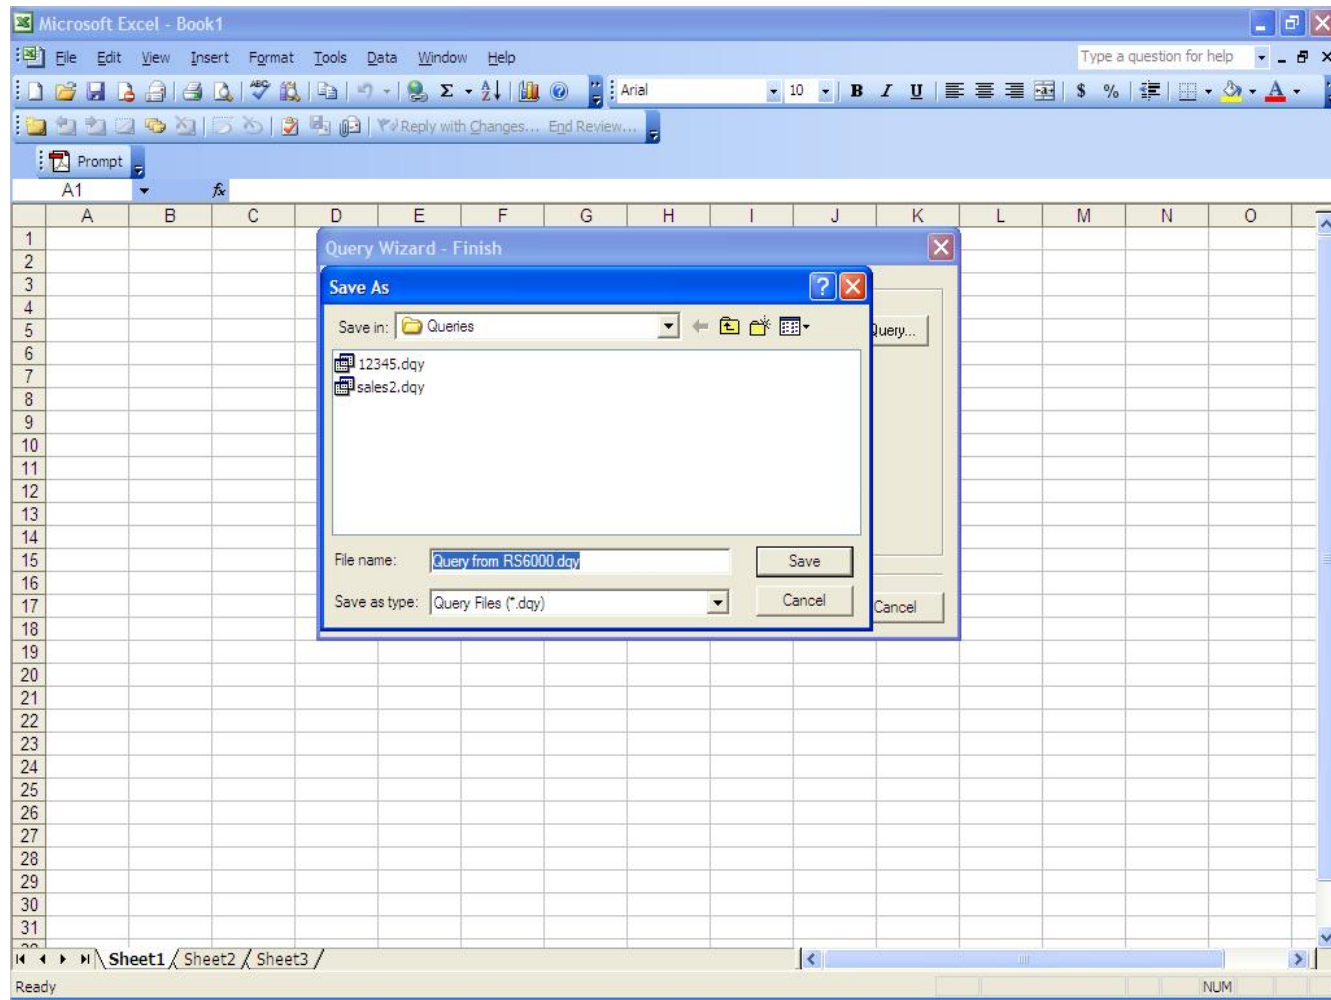 Microsoft Excel - Book1
File Edit View Insert Format Tools Data Window Help Type a question for help
Arial 10 B I U $ %
Reply with Changes... End Review...
Prompt
A1 fx
A B C D E F G H I J K L M N O
1
2
3
4
5
6
7
8
9
10
11
12
13
14
15
16
17
18
19
20
21
22
23
24
25
26
27
28
29
30
31
Query Wizard - Finish
Save As
Save in: Queries
Query...
12345.dqy
sales2.dqy
File name: Query from RS6000.dqy Save
Save as type: Query Files (*.dqy) Cancel
Cancel
Sheet1 Sheet2 Sheet3
Ready NUM